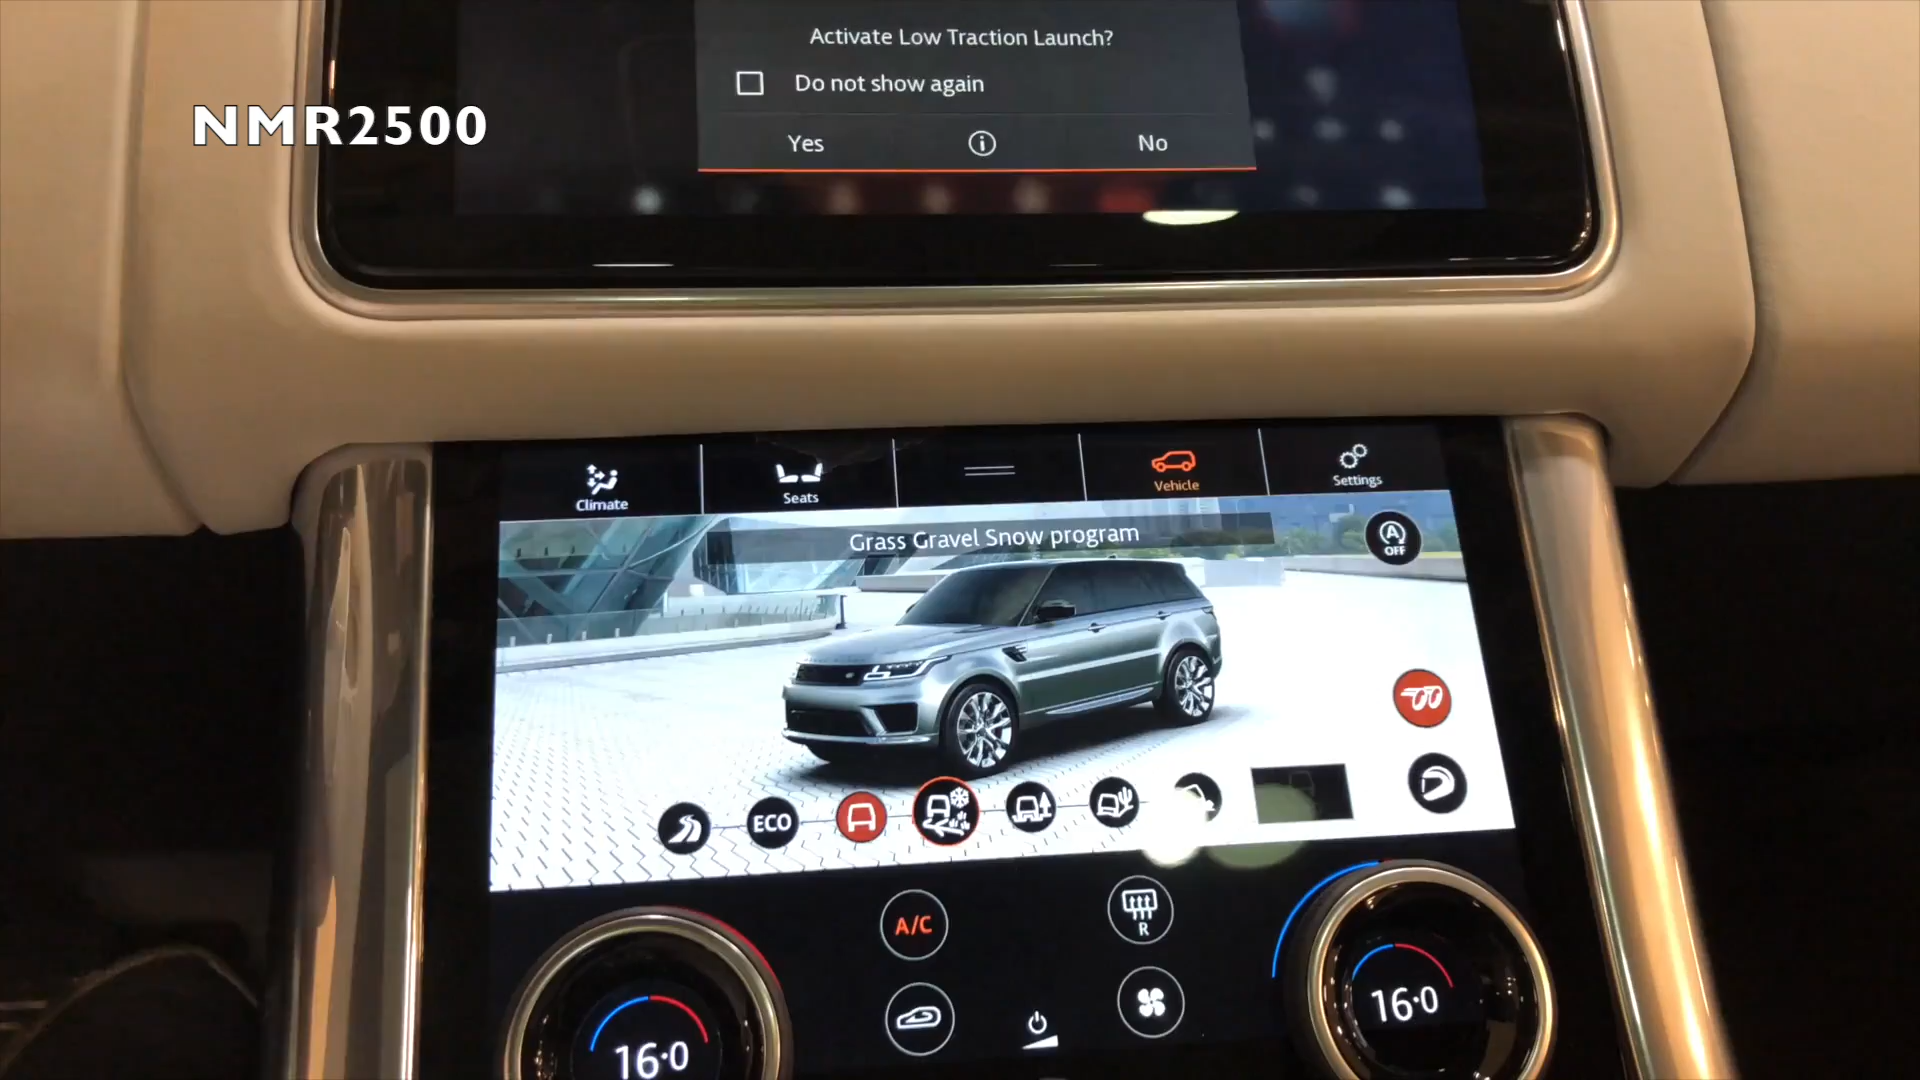 Activate Low Traction Launch?
Do not show again
Yes
No
NMR2500
Climate
Seats
Vehicle
Settings
Grass Gravel Snow program
A
OFF
ECO
A/C
R
16·0
16·0